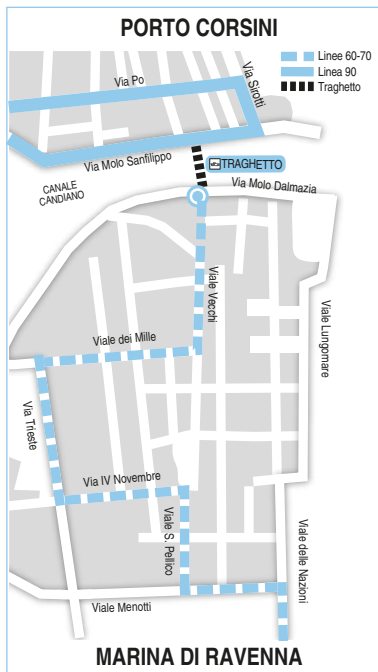 PORTO CORSINI
Linee 60-70
Linea 90
Traghetto
Via Po
Via Sirotti
Via Molo Sanfilippo
TRAGHETTO
CANALE
CANDIANO
Via Molo Dalmazia
Viale Vecchi
Viale Lungomare
Viale dei Mille
Via Trieste
Via IV Novembre
Viale S. Pellico
Viale delle Nazioni
Viale Menotti
MARINA DI RAVENNA